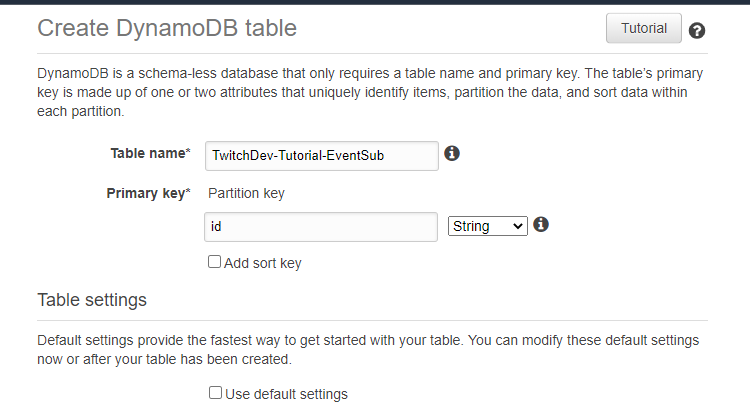 Create DynamoDB table
Tutorial
DynamoDB is a schema-less database that only requires a table name and primary key. The table's primary
key is made up of one or two attributes that uniquely identify items, partition the data, and sort data within
each partition.
Table name* TwitchDev-Tutorial-EventSub
Primary key* Partition key
id String
Add sort key
Table settings
Default settings provide the fastest way to get started with your table. You can modify these default settings
now or after your table has been created.
Use default settings